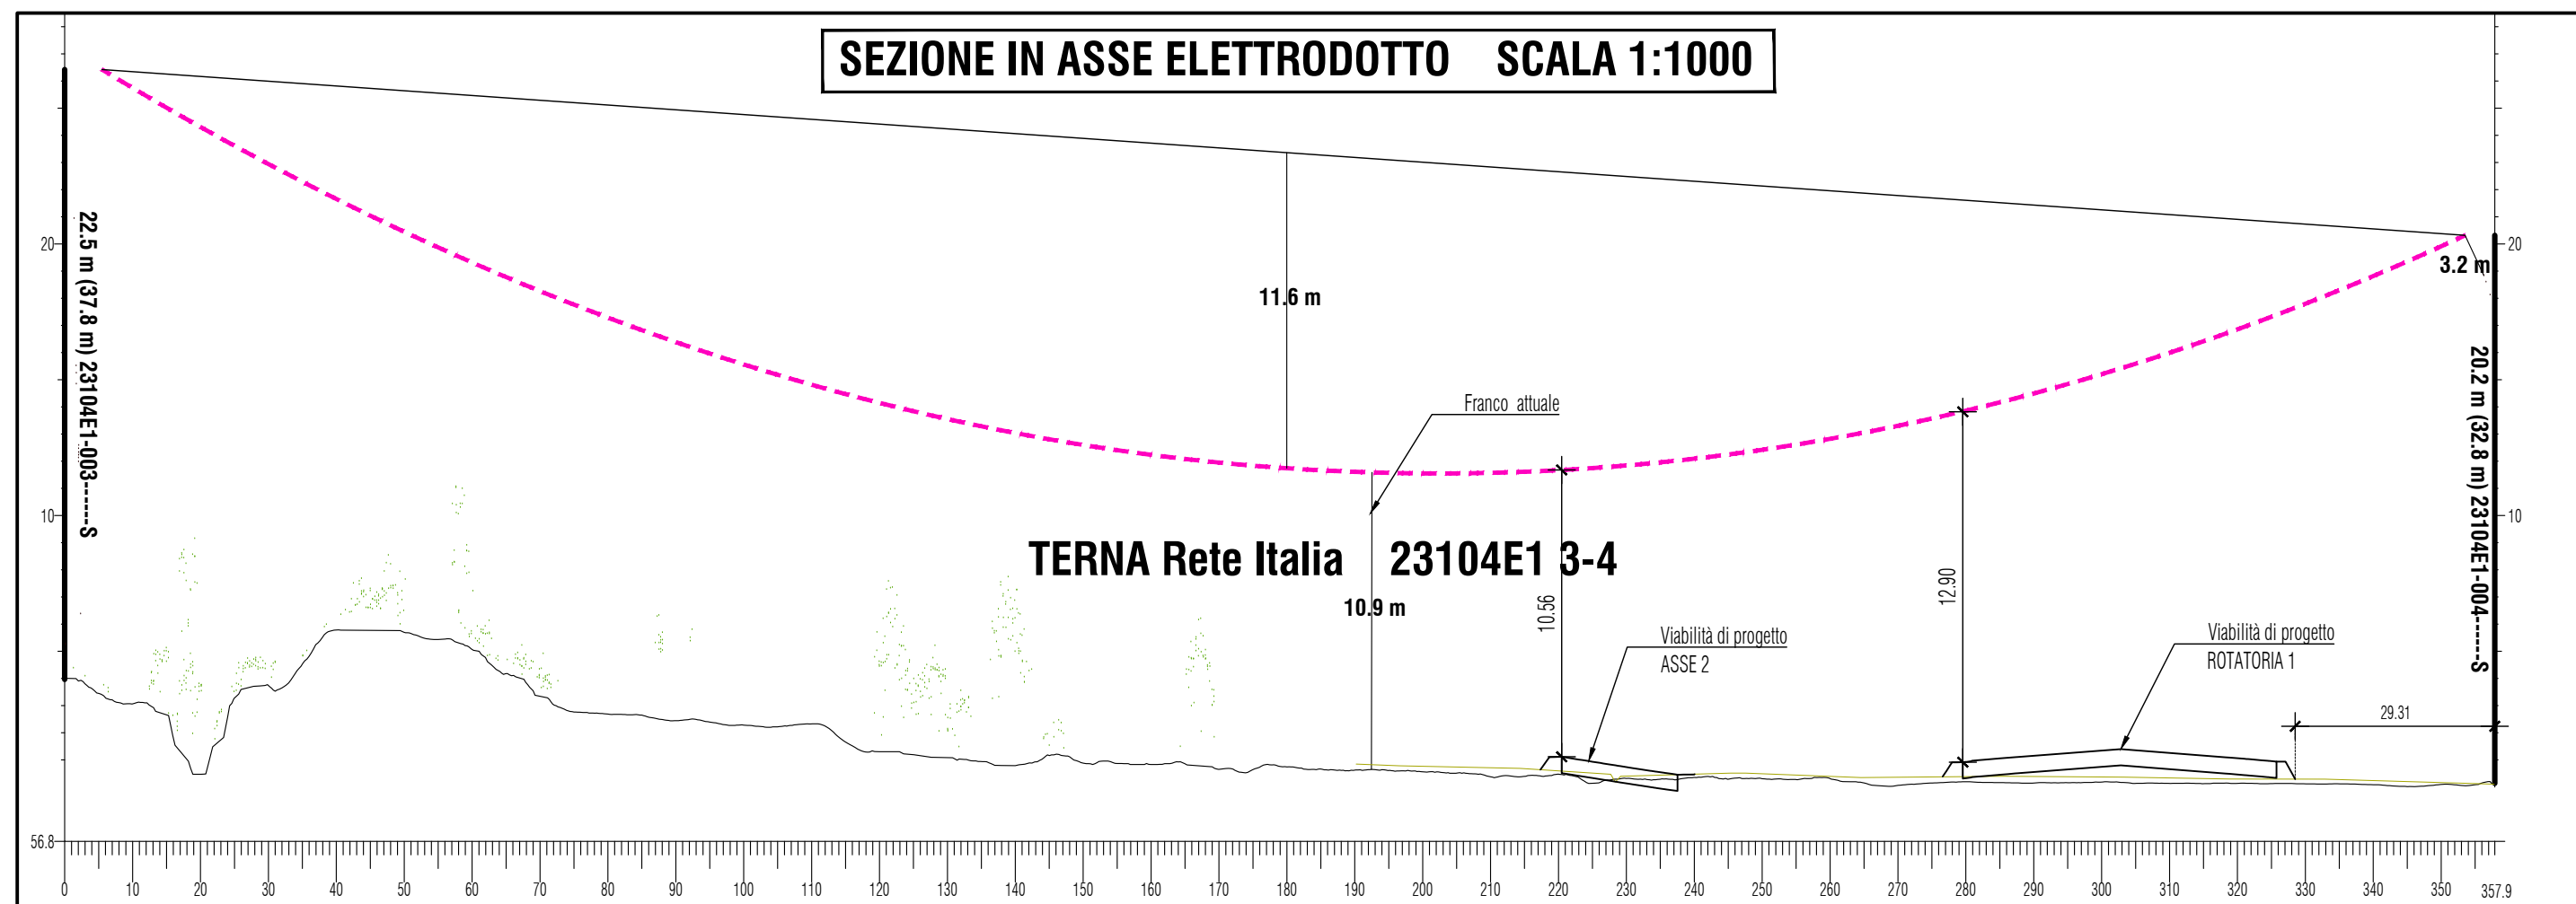 SEZIONE IN ASSE ELETTRODOTTO SCALA 1:1000
22.5 m (37.8 m) 23104E1-003-------S
20
10
56.8
11.6 m
3.2 m
20
10
20.2 m (32.8 m) 23104E1-004------S
Franco attuale
TERNA Rete Italia 23104E1 3-4
10.9 m
10.56
12.90
Viabilità di progetto
ASSE 2
Viabilità di progetto
ROTATORIA 1
29.31
0 10 20 30 40 50 60 70 80 90 100 110 120 130 140 150 160 170 180 190 200 210 220 230 240 250 260 270 280 290 300 310 320 330 340 350 357.9